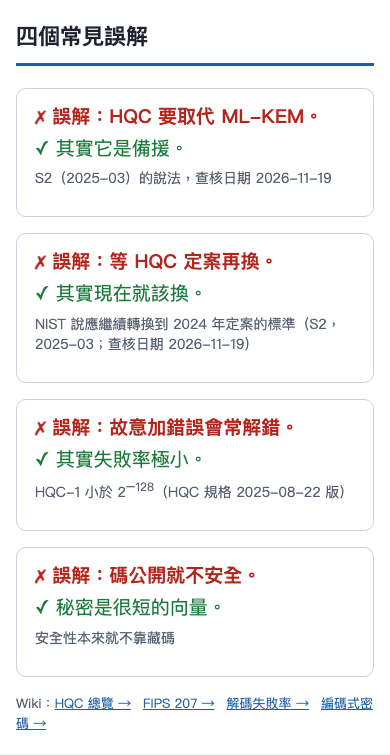 四個常見誤解
✗ 誤解：HQC 要取代 ML-KEM。
✓ 其實它是備援。
S2（2025-03）的說法，查核日期 2026-11-19
✗ 誤解：等 HQC 定案再換。
✓ 其實現在就該換。
NIST 說應繼續轉換到 2024 年定案的標準（S2，
2025-03；查核日期 2026-11-19）
✗ 誤解：故意加錯誤會常解錯。
✓ 其實失敗率極小。
HQC-1 小於 2⁻¹²⁸（HQC 規格 2025-08-22 版）
✗ 誤解：碼公開就不安全。
✓ 秘密是很短的向量。
安全性本來就不靠藏碼
Wiki：HQC 總覽 → FIPS 207 → 解碼失敗率 → 編碼式密
碼 →